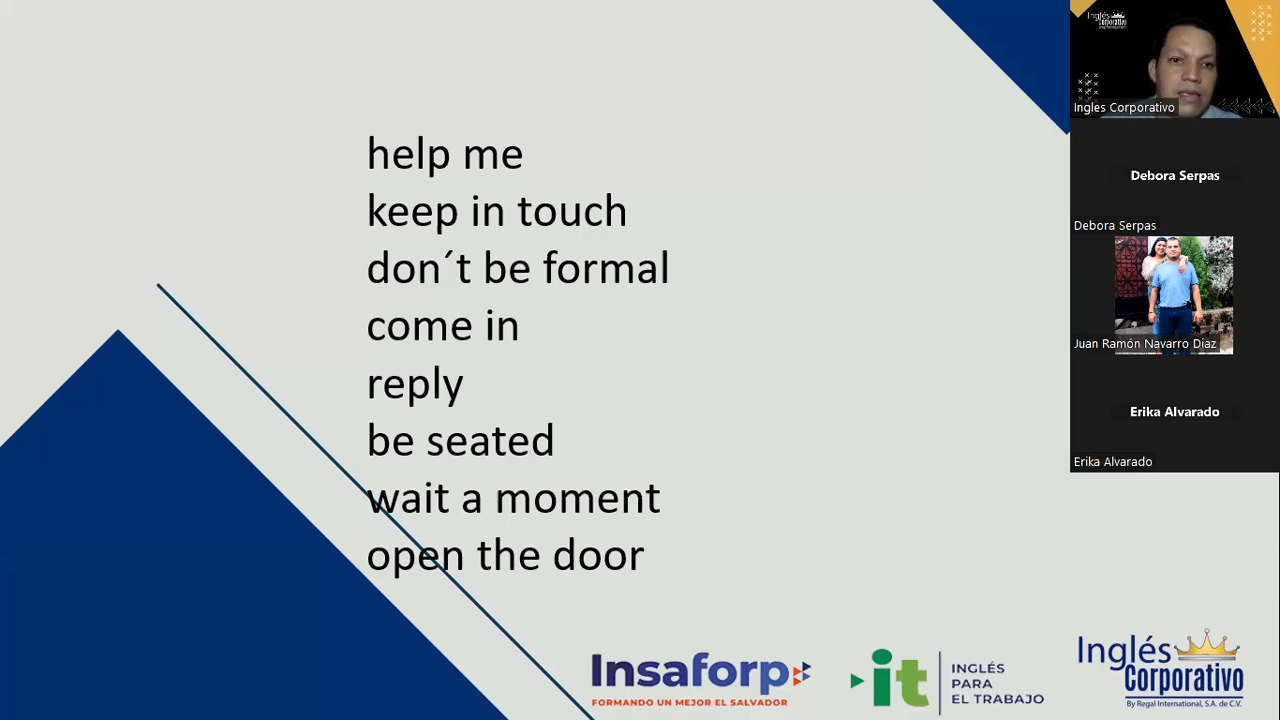 help me
keep in touch
don´t be formal
come in
reply
be seated
wait a moment
open the door
Insaforp
FORMANDO UN MEJOR EL SALVADOR
it
INGLÉS
PARA
EL TRABAJO
Inglés
Corporativo
By Regal International, S.A. de C.V.
Inglés
Corporativo
Ingles Corporativo
Debora Serpas
Debora Serpas
Juan Ramón Navarro Diaz
Erika Alvarado
Erika Alvarado